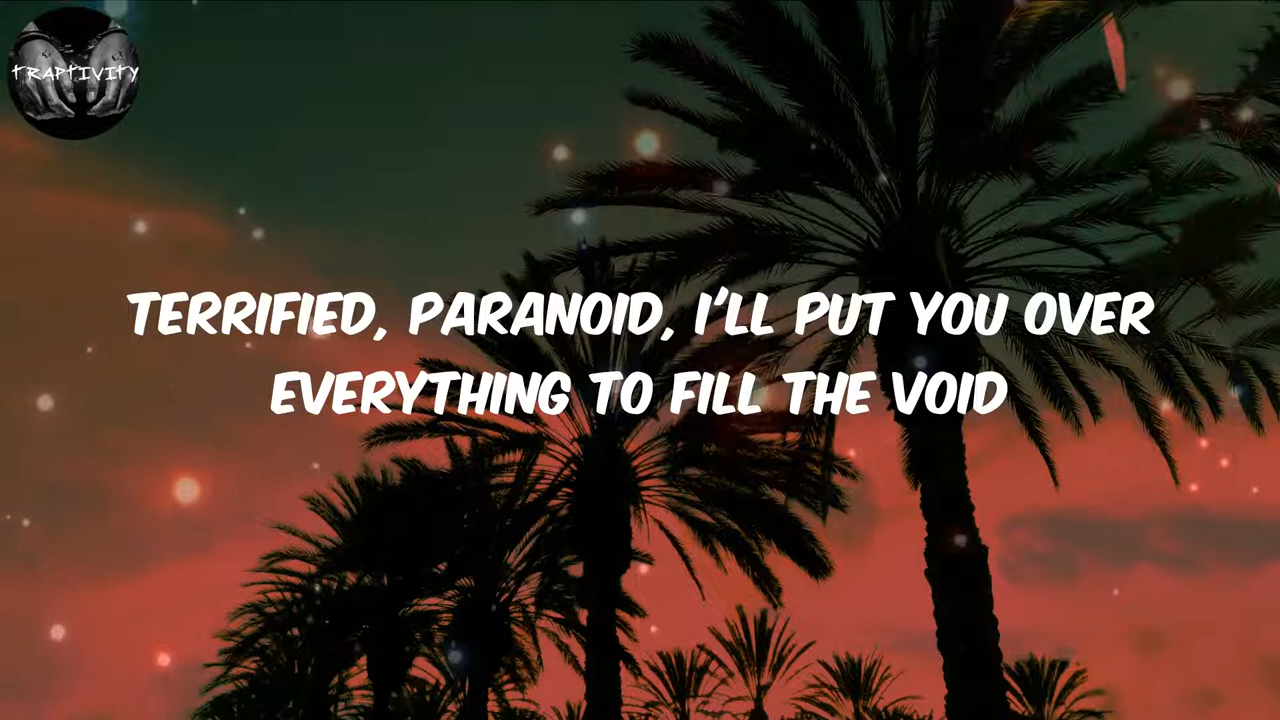 TRAPTIVITY
TERRIFIED, PARANOID, I'LL PUT YOU OVER
EVERYTHING TO FILL THE VOID